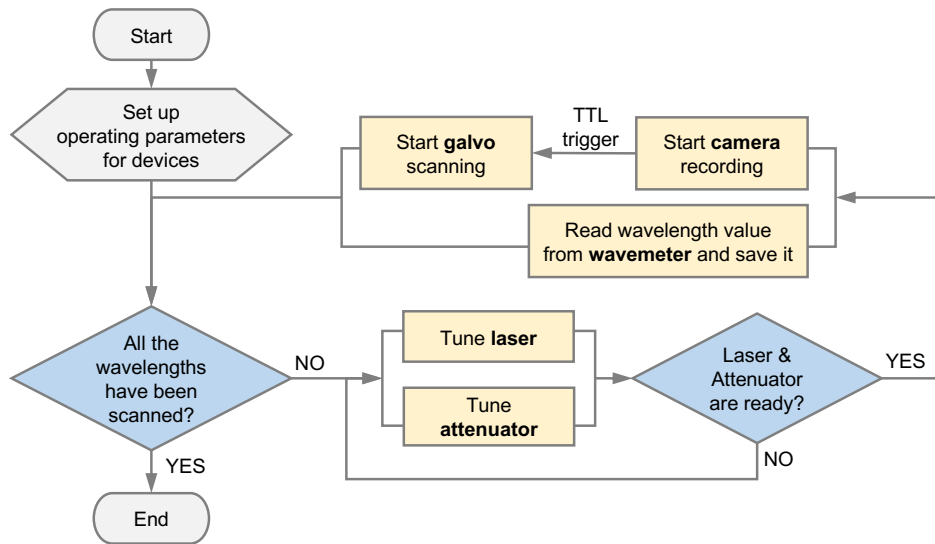 Start
Set up
operating parameters
for devices
TTL
trigger
Start galvo
scanning
Start camera
recording
Read wavelength value
from wavemeter and save it
All the
wavelengths
have been
scanned?
NO
Tune laser
Tune
attenuator
Laser &
Attenuator
are ready?
YES
NO
YES
End